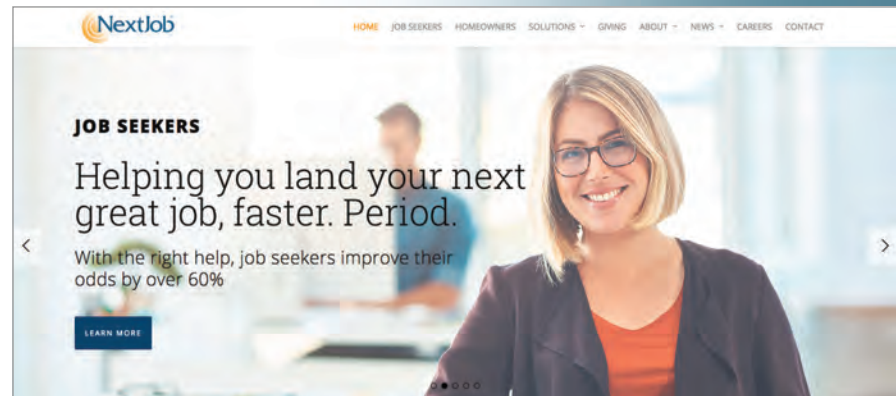 NextJob
HOME JOB SEEKERS HOMEOWNERS SOLUTIONS GIVING ABOUT NEWS CAREERS CONTACT
JOB SEEKERS
Helping you land your next
great job, faster. Period.
With the right help, job seekers improve their
odds by over 60%
LEARN MORE